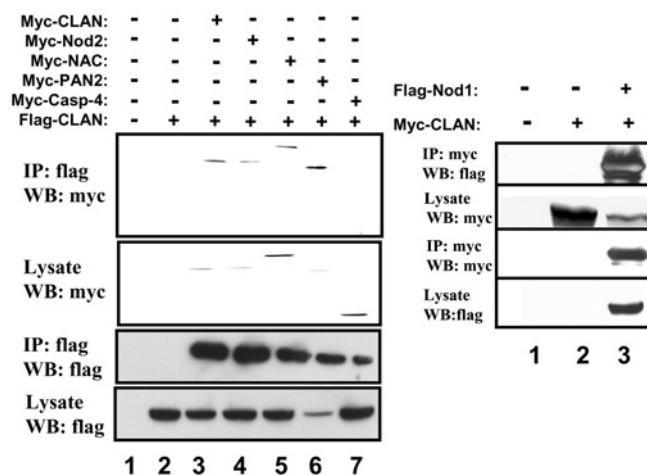 Myc-CLAN: - - + - - - -
Myc-Nod2: - - - + - - -
Myc-NAC: - - - - + - -
Myc-PAN2: - - - - - + -
Myc-Casp-4: - - - - - - +
Flag-CLAN: - + + + + + +
IP: flag
WB: myc
Lysate
WB: myc
IP: flag
WB: flag
Lysate
WB: flag
1 2 3 4 5 6 7
Flag-Nod1: - - +
Myc-CLAN: - + +
IP: myc
WB: flag
Lysate
WB: myc
IP: myc
WB: myc
Lysate
WB:flag
1 2 3